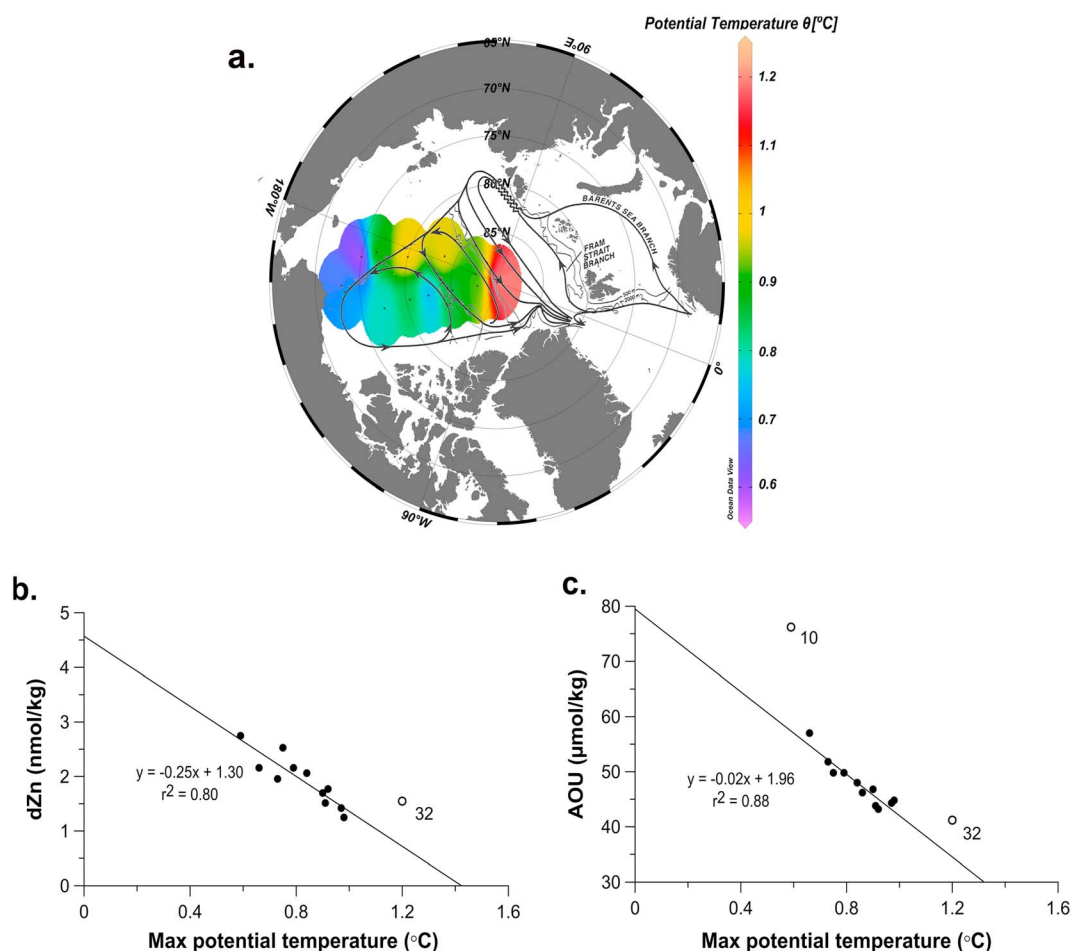 Potential Temperature θ [ºC]
a.
65°N
90°E
70°N
75°N
80°N
85°N
180°W
BARENTS SEA
BRANCH
FRAM
STRAIT
BRANCH
0°
90°W
1.2
1.1
1
0.9
0.8
0.7
0.6
Ocean Data View
b.
5
4
3
2
1
0
dZn (nmol/kg)
y = -0.25x + 1.30
r² = 0.80
32
0
0.4
0.8
1.2
1.6
Max potential temperature (°C)
c.
80
70
60
50
40
30
AOU (µmol/kg)
10
y = -0.02x + 1.96
r² = 0.88
32
0
0.4
0.8
1.2
1.6
Max potential temperature (°C)